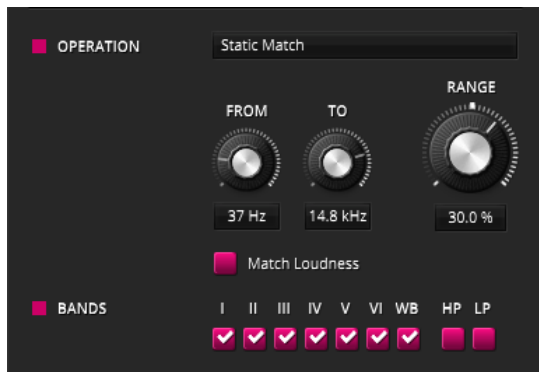 OPERATION Static Match
RANGE
FROM TO
37 Hz 14.8 kHz 30.0 %
Match Loudness
BANDS I II III IV V VI WB HP LP